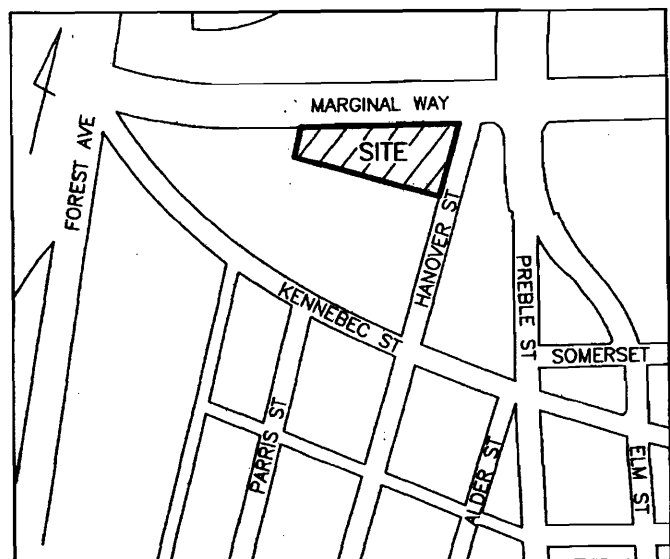 MARGINAL WAY
SITE
FOREST AVE
HANOVER ST
KENNEBEC ST
PREBLE ST
SOMERSET
PARRIS ST
ALDER ST
ELM ST